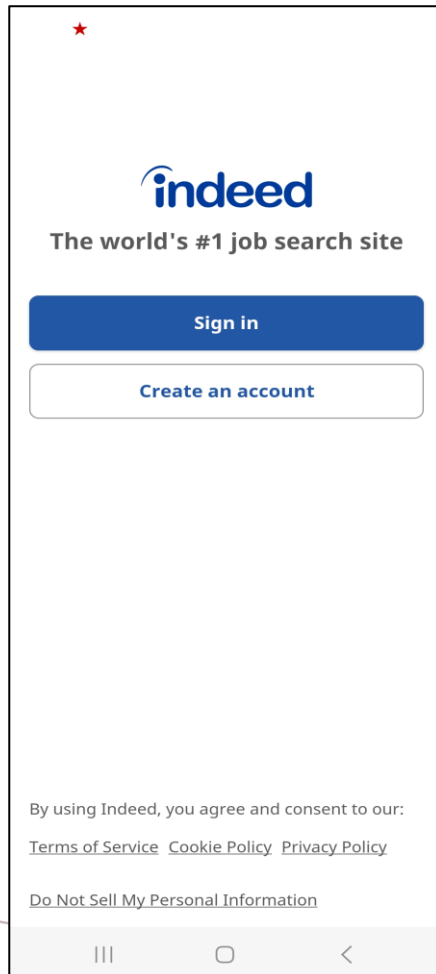 indeed
The world's #1 job search site
Sign in
Create an account
By using Indeed, you agree and consent to our:
Terms of Service Cookie Policy Privacy Policy
Do Not Sell My Personal Information